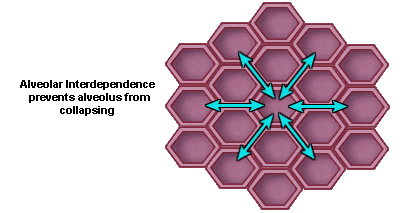 Alveolar Interdependence
prevents alveolus from
collapsing